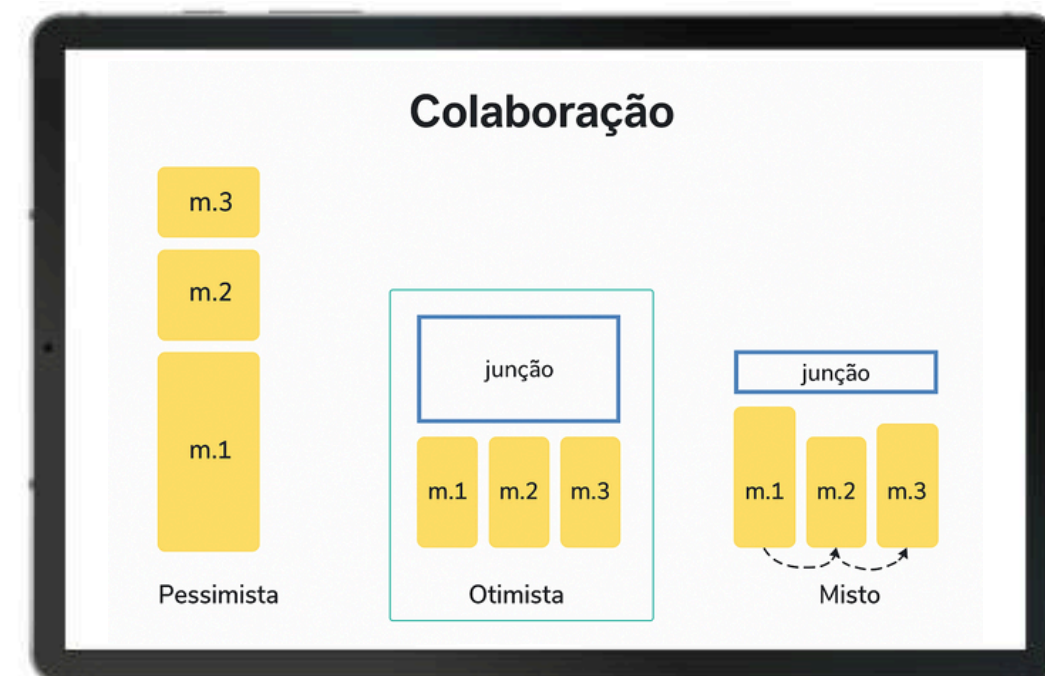 Colaboração
m.3
m.2
m.1
Pessimista
junção
m.1 m.2 m.3
Otimista
junção
m.1 m.2 m.3
Misto